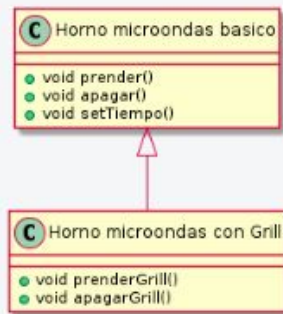 C Horno microondas basico
void prender()
void apagar()
void setTiempo()
C Horno microondas con Grill
void prenderGrill()
void apagarGrill()